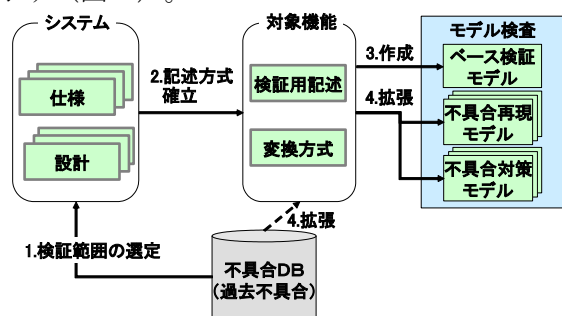 システム
仕様
設計
2.記述方式
確立
対象機能
検証用記述
変換方式
3.作成
4.拡張
モデル検査
ベース検証
モデル
不具合再現
モデル
不具合対策
モデル
1.検証範囲の選定
4.拡張
不具合DB
(過去不具合)